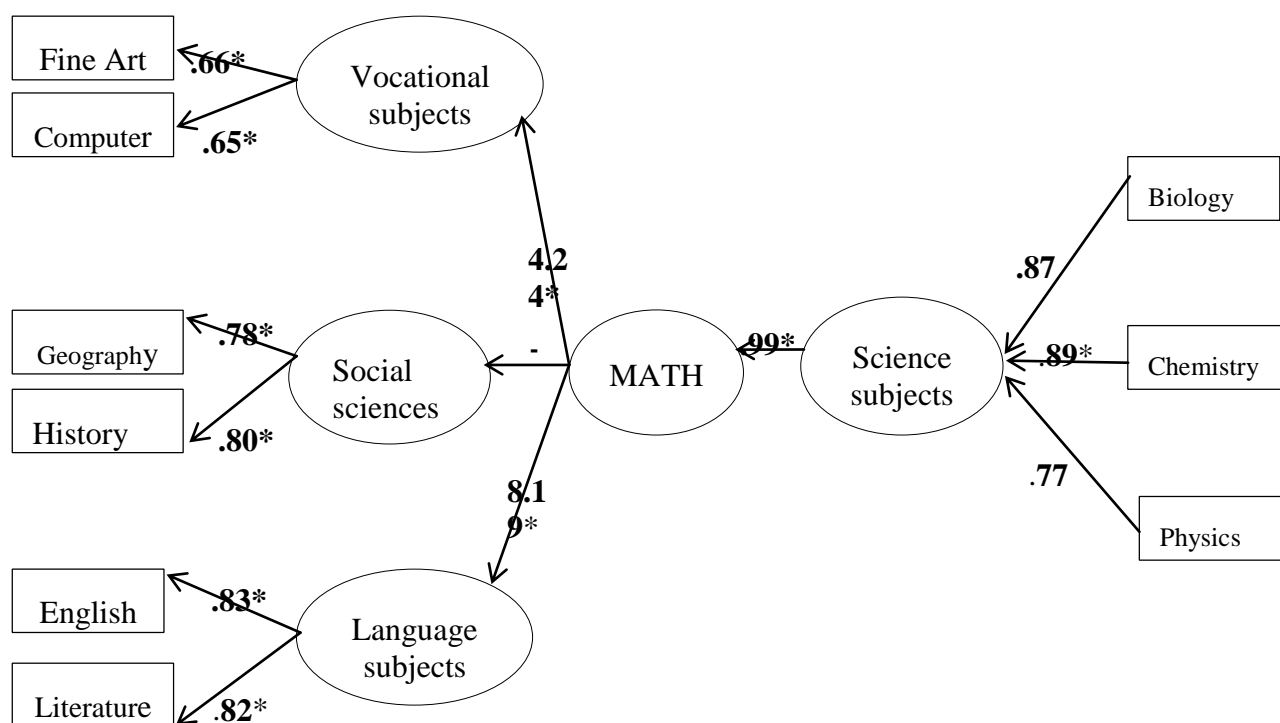 Fine Art
.66*
Vocational
subjects
Computer
.65*
Biology
4.2
4*
.87
Geography
.78*
Social
sciences
-
MATH
.99*
Science
subjects
.89*
Chemistry
History
.80*
8.1
9*
.77
Physics
English
.83*
Language
subjects
Literature
.82*